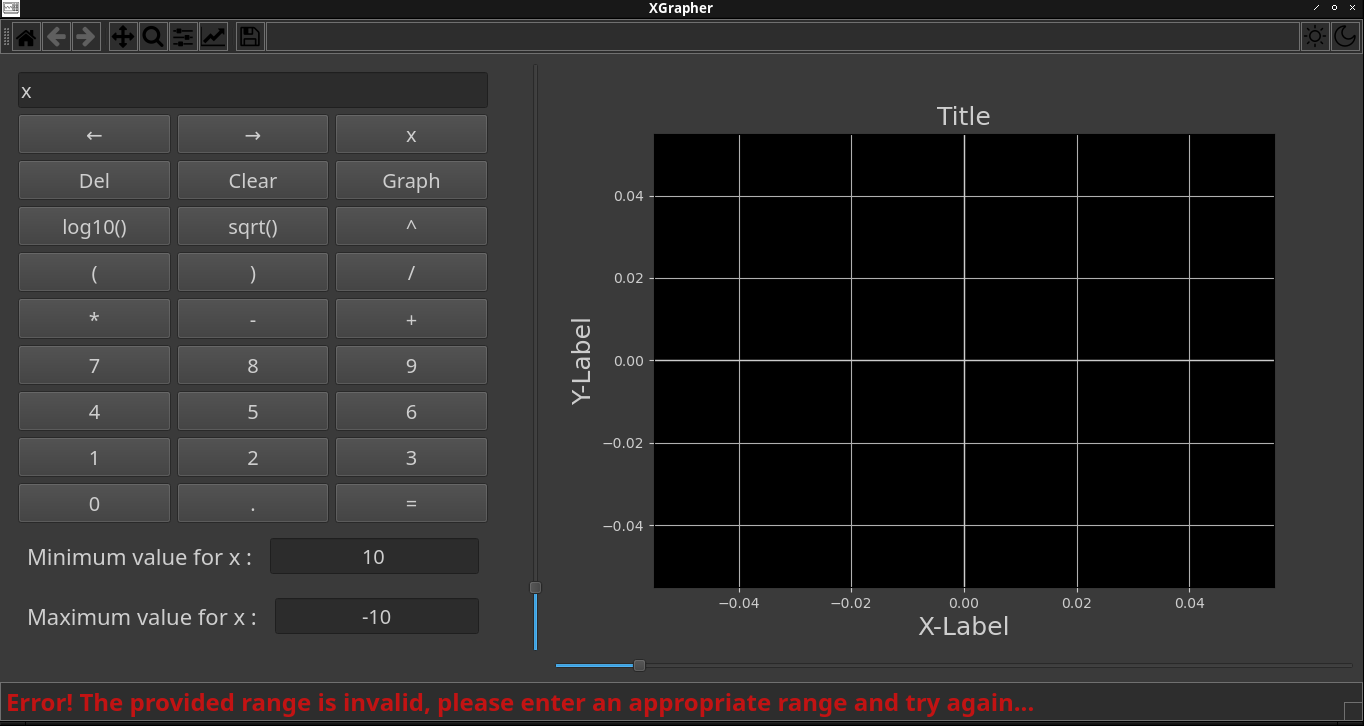 XGrapher
x
← → x
Del Clear Graph
log10() sqrt() ^
( ) /
* - +
7 8 9
4 5 6
1 2 3
0 . =
Minimum value for x : 10
Maximum value for x : -10
Title
Y-Label
0.04
0.02
0.00
−0.02
−0.04
−0.04 −0.02 0.00 0.02 0.04
X-Label
Error! The provided range is invalid, please enter an appropriate range and try again...